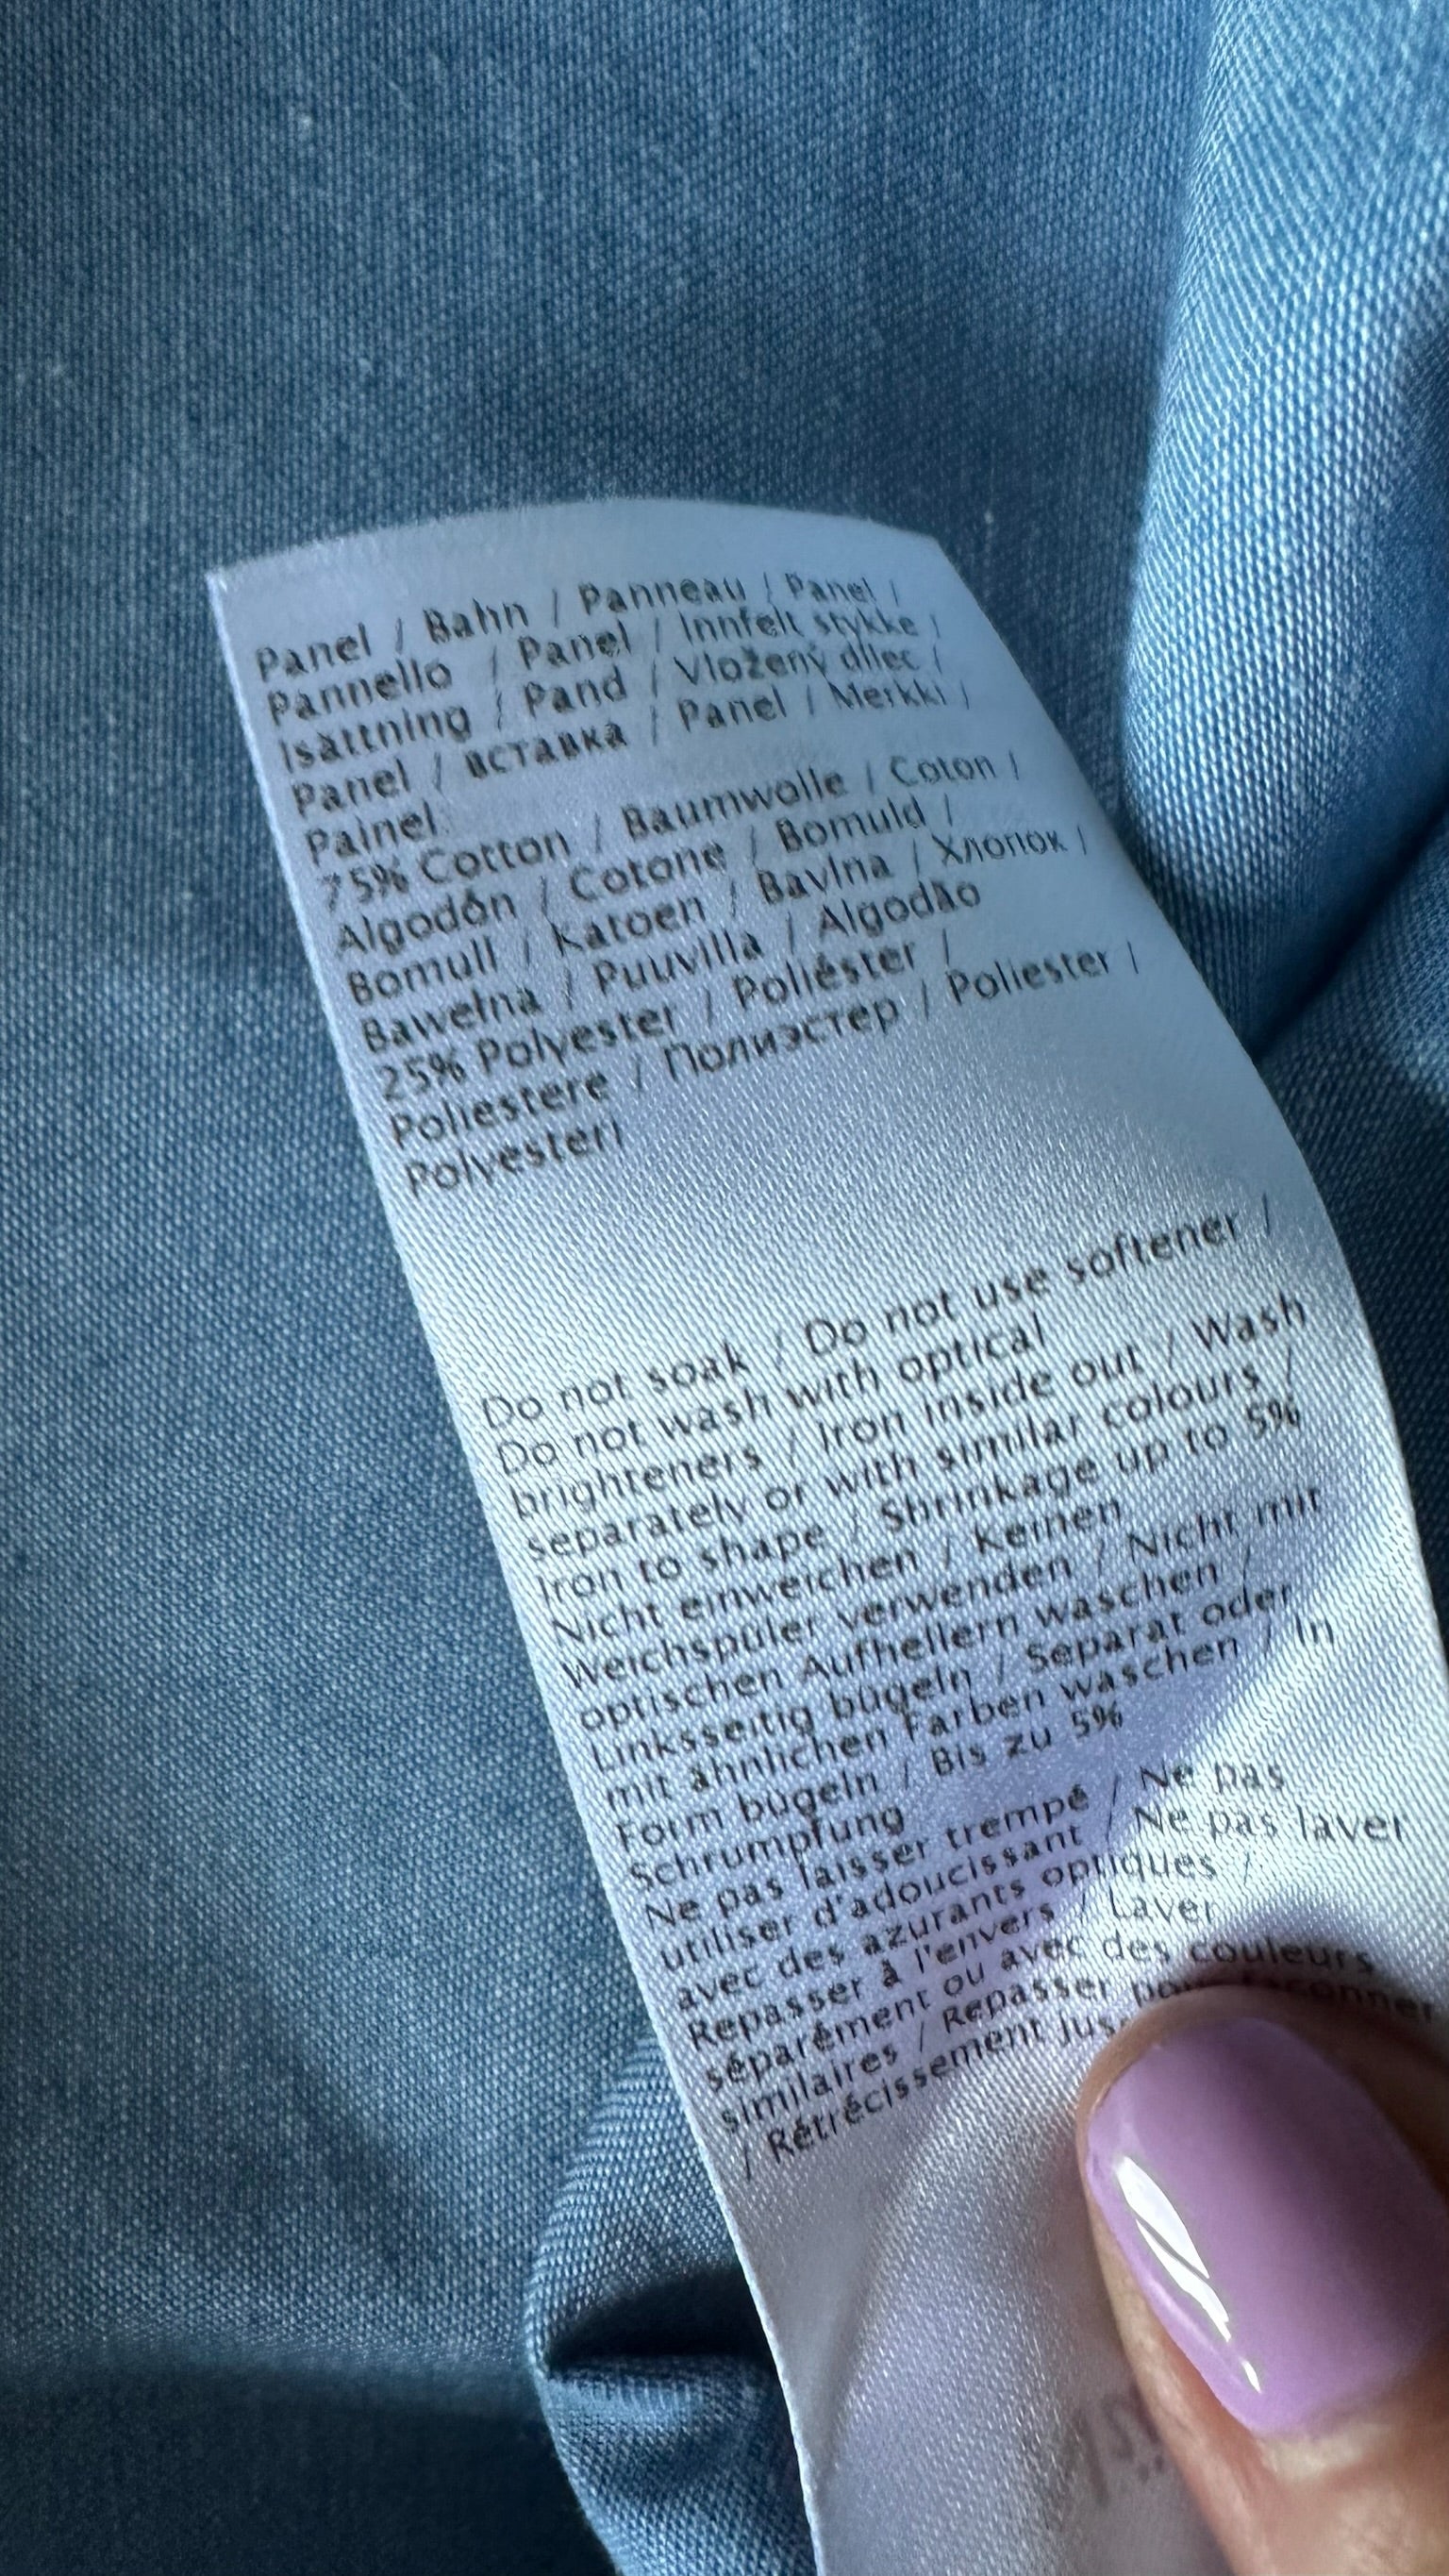 Panel / Bahn / Panneau / Panel /
Pannello / Panel / Innfelt stykke /
Isättning / Pand / Vložený dílec /
Panel / вставка / Panel / Merkki /
Painel
75% Cotton / Baumwolle / Coton /
Algodón / Cotone / Bomuld /
Bomull / Katoen / Bavlna / Хлопок /
Bawełna / Puuvilla / Algodão
25% Polyester / Poliéster /
Poliestere / Полиэстер / Poliester /
Polyesteri
Do not soak / Do not use softener /
Do not wash with optical
brighteners / Iron inside out / Wash
separately or with similar colours /
Iron to shape / Shrinkage up to 5%
Nicht einweichen / Keinen
Weichspüler verwenden / Nicht mit
optischen Aufhellern waschen /
Linksseitig bügeln / Separat oder
mit ähnlichen Farben waschen / In
Form bügeln / Bis zu 5%
Schrumpfung
Ne pas laisser trempé / Ne pas
utiliser d'adoucissant / Ne pas laver
avec des azurants optiques /
Repasser à l'envers / Laver
séparément ou avec des couleurs
similaires / Repasser
/ Rétrécissement